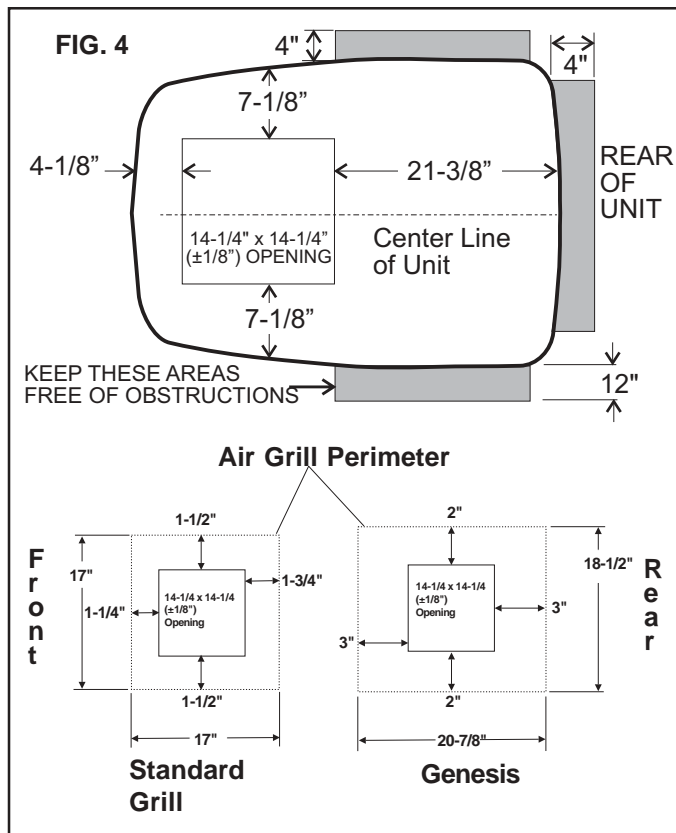 FIG. 4
4"
4"
7-1/8”
4-1/8”
21-3/8”
REAR
OF
UNIT
14-1/4" x 14-1/4”
(±1/8”) OPENING
Center Line
of Unit
7-1/8”
KEEP THESE AREAS
FREE OF OBSTRUCTIONS
12"
Air Grill Perimeter
Front
1-1/2"
17"
1-1/4"
1-3/4"
14-1/4 x 14-1/4
(±1/8")
Opening
1-1/2"
17"
Standard
Grill
2"
18-1/2"
14-1/4 x 14-1/4
(±1/8")
Opening
3"
3"
2"
20-7/8"
Genesis
Rear